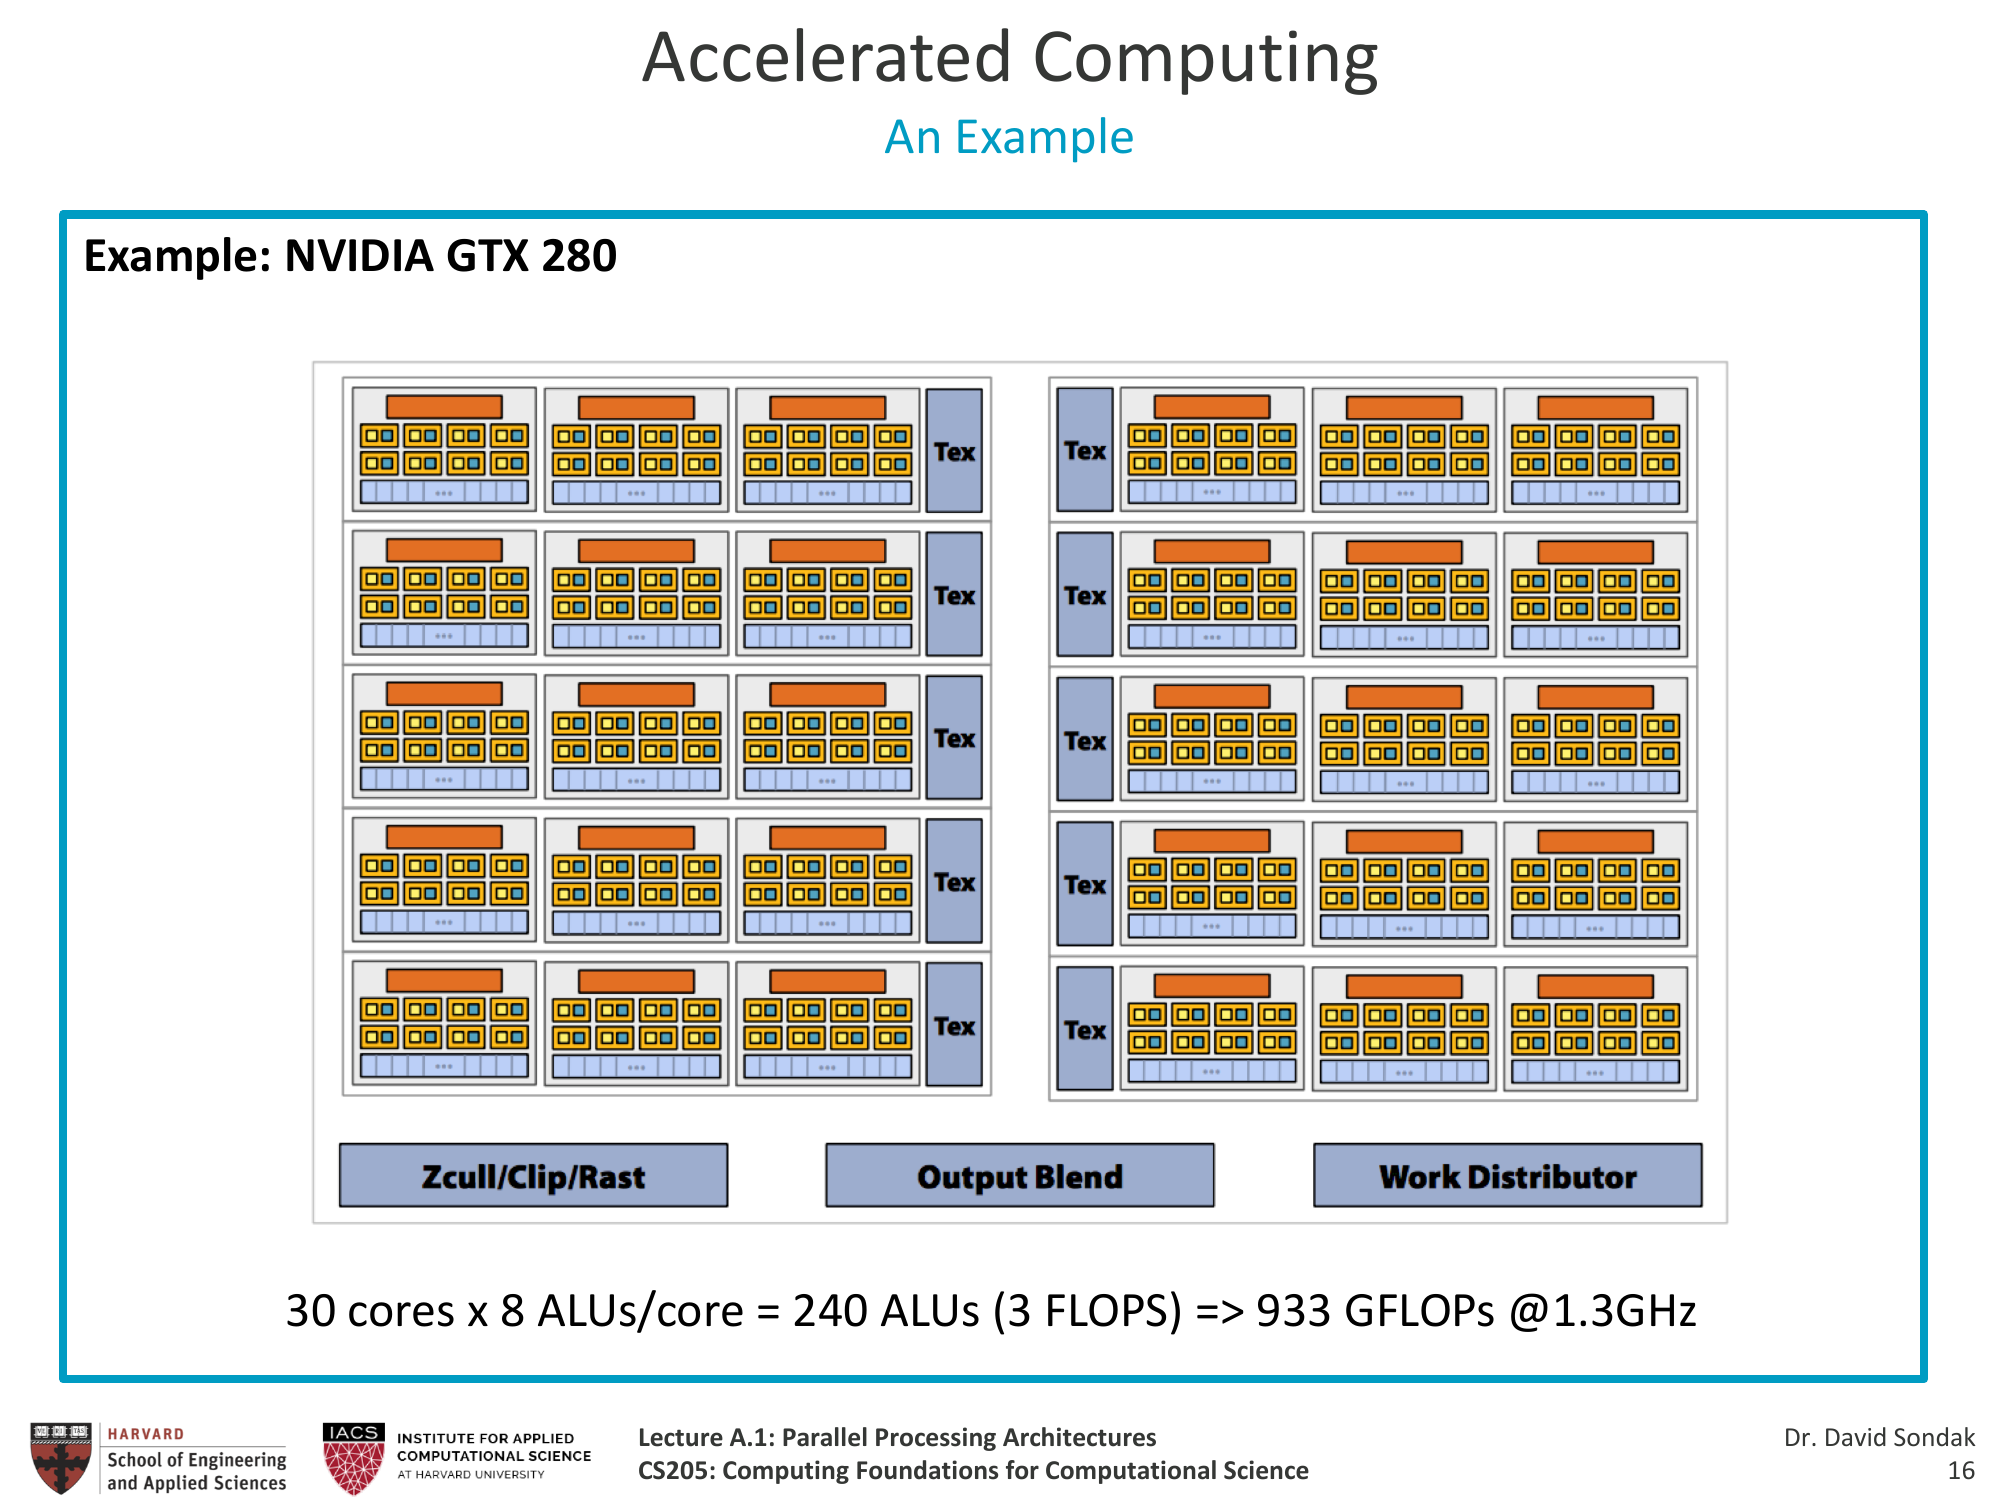 Accelerated Computing
An Example
Example: NVIDIA GTX 280
Tex
Tex
Tex
Tex
Tex
Tex
Tex
Tex
Tex
Tex
Zcull/Clip/Rast
Output Blend
Work Distributor
30 cores x 8 ALUs/core = 240 ALUs (3 FLOPS) => 933 GFLOPs @1.3GHz
HARVARD
School of Engineering
and Applied Sciences
IACS
INSTITUTE FOR APPLIED
COMPUTATIONAL SCIENCE
AT HARVARD UNIVERSITY
Lecture A.1: Parallel Processing Architectures
CS205: Computing Foundations for Computational Science
Dr. David Sondak
16